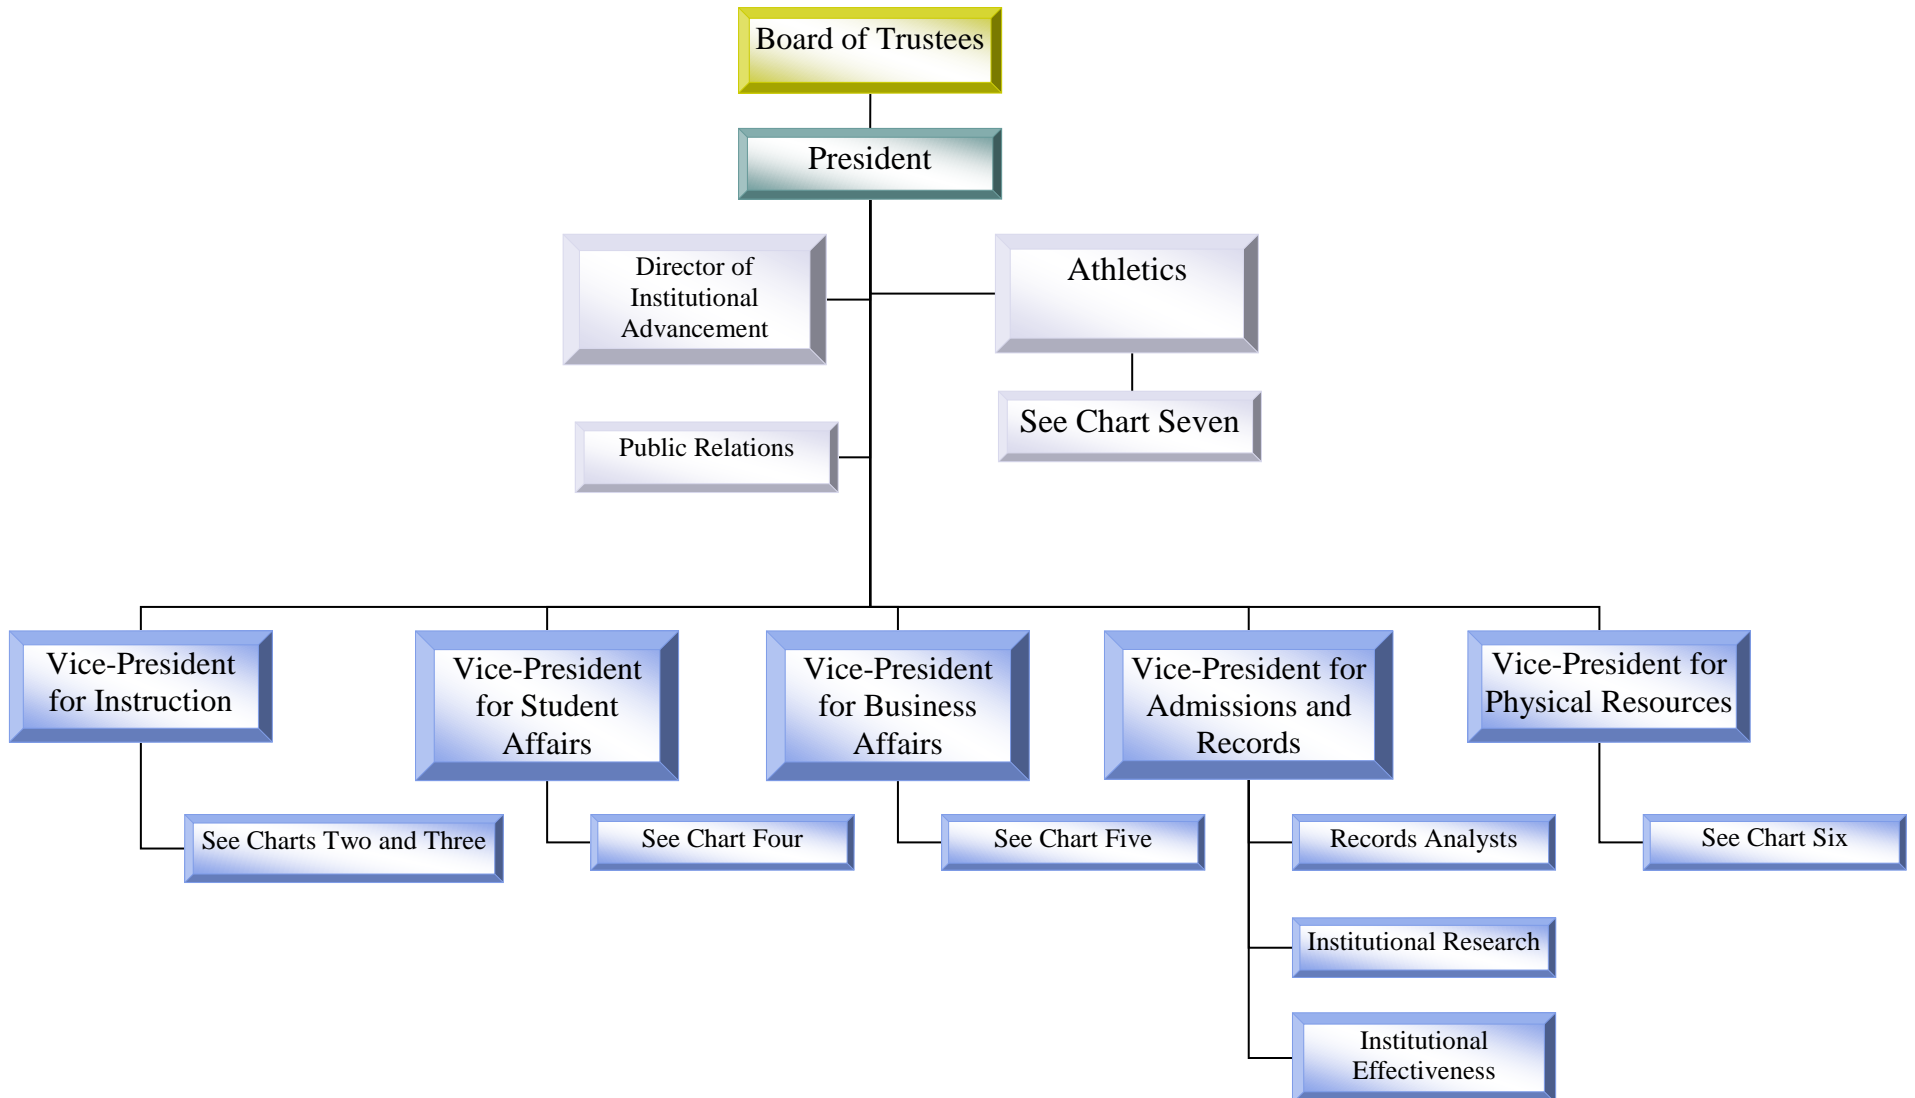 Board of Trustees
President
Director of
Institutional
Advancement
Athletics
See Chart Seven
Public Relations
Vice-President
for Instruction
Vice-President
for Student
Affairs
Vice-President
for Business
Affairs
Vice-President for
Admissions and
Records
Vice-President for
Physical Resources
See Charts Two and Three
See Chart Four
See Chart Five
Records Analysts
See Chart Six
Institutional Research
Institutional
Effectiveness